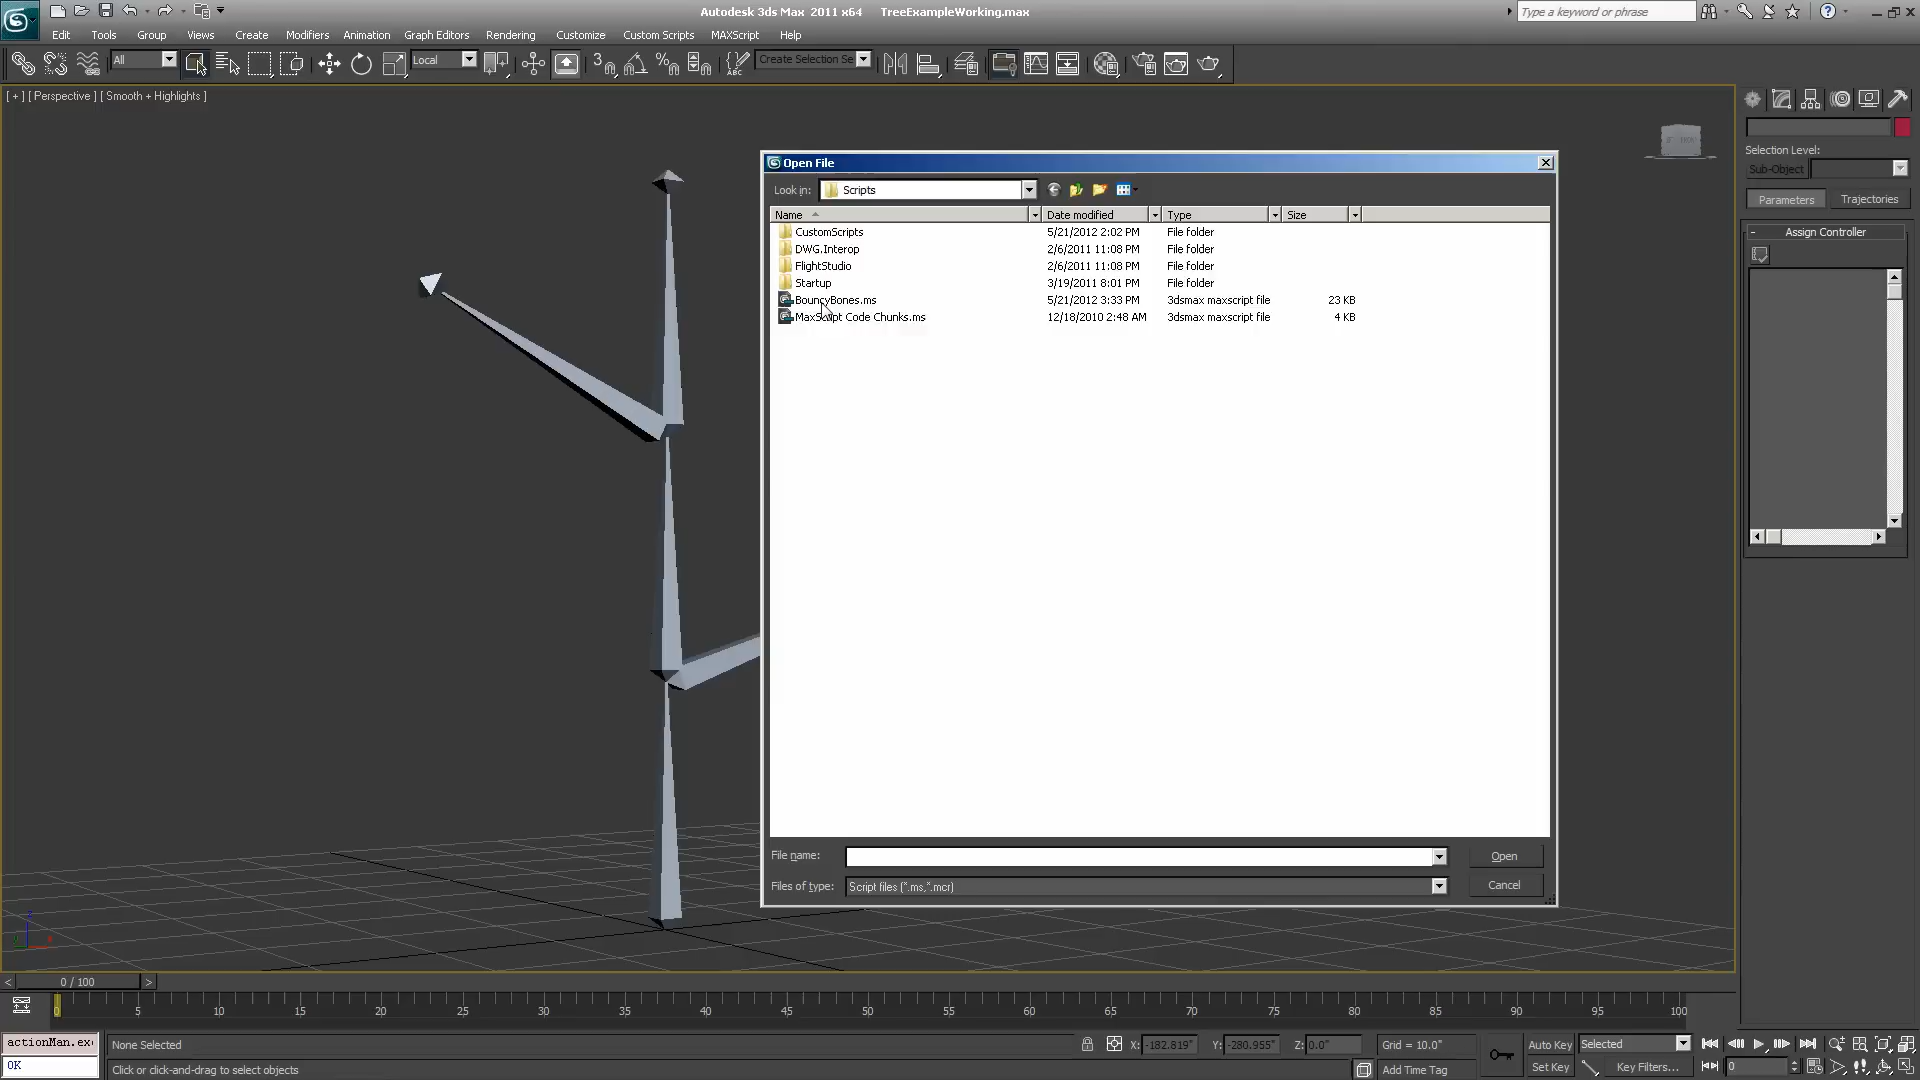 Autodesk 3ds Max 2011 x64 TreeExampleWorking.max
Type a keyword or phrase
Edit Tools Group Views Create Modifiers Animation Graph Editors Rendering Customize Custom Scripts MAXScript Help
All Local Create Selection Se
[ + ] [ Perspective ] [ Smooth + Highlights ]
Open File
Look in: Scripts
Name Date modified Type Size
CustomScripts 5/21/2012 2:02 PM File folder
DWG.Interop 2/6/2011 11:08 PM File folder
FlightStudio 2/6/2011 11:08 PM File folder
Startup 3/19/2011 8:01 PM File folder
BouncyBones.ms 5/21/2012 3:33 PM 3dsmax maxscript file 23 KB
MaxScript Code Chunks.ms 12/18/2010 2:48 AM 3dsmax maxscript file 4 KB
File name: Open
Files of type: Script files (*.ms,*.mcr) Cancel
Selection Level:
Sub-Object
Parameters Trajectories
- Assign Controller
< 0 / 100 >
0 5 10 15 20 25 30 35 40 45 50 55 60 65 70 75 80 85 90 95 100
actionMan.ex
OK
None Selected X: -182.819" Y: -280.955" Z: 0.0" Grid = 10.0" Auto Key Selected
Click or click-and-drag to select objects Add Time Tag Set Key Key Filters... 0